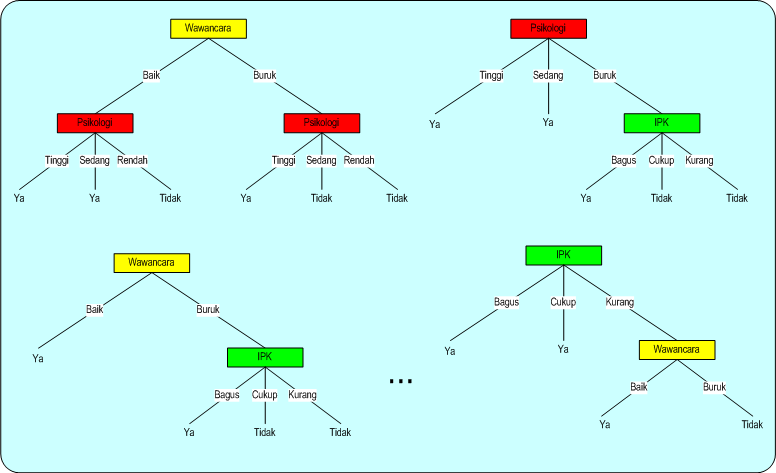 Wawancara
Baik Buruk
Psikologi Psikologi
Tinggi Sedang Rendah Tinggi Sedang Rendah
Ya Ya Tidak Ya Tidak Tidak
Psikologi
Tinggi Sedang Buruk
Ya Ya IPK
Bagus Cukup Kurang
Ya Tidak Tidak
Wawancara
Baik Buruk
Ya IPK
Bagus Cukup Kurang
Ya Tidak Tidak
...
IPK
Bagus Cukup Kurang
Ya Ya Wawancara
Baik Buruk
Ya Tidak